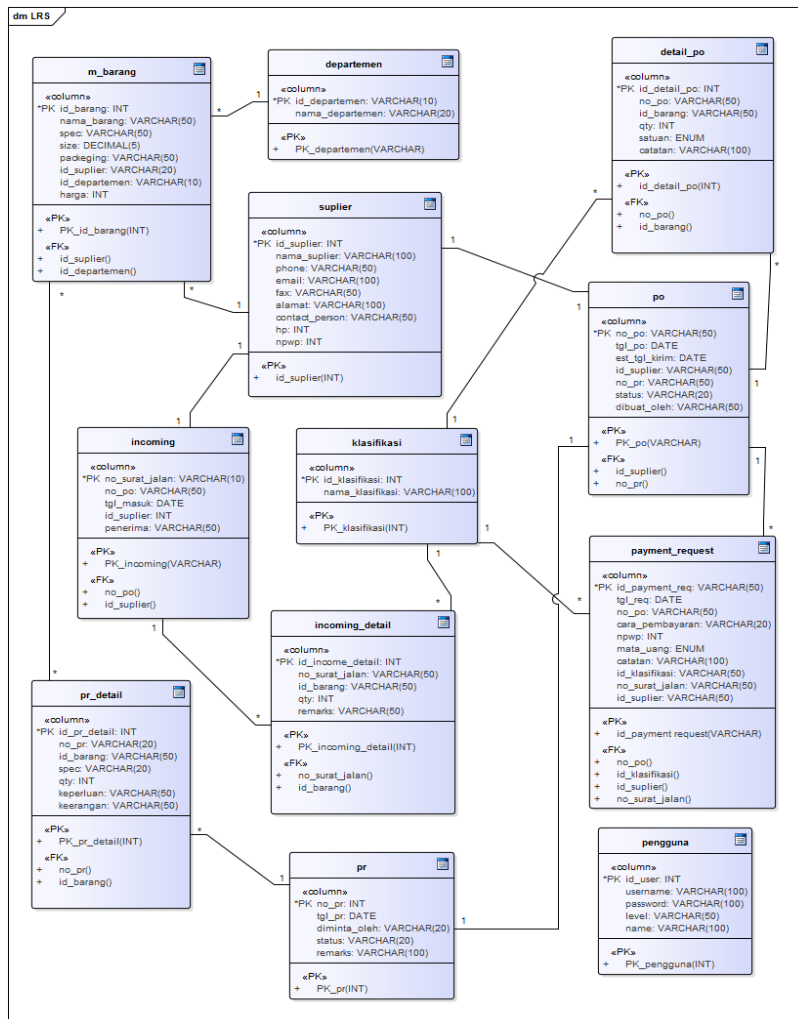 dm LRS
m_barang
«column»
*PK id_barang: INT
nama_barang: VARCHAR(50)
spec: VARCHAR(50)
size: DECIMAL(5)
packeging: VARCHAR(50)
id_suplier: VARCHAR(20)
id_departemen: VARCHAR(10)
harga: INT
«PK»
+ PK_id_barang(INT)
«FK»
+ id_suplier()
+ id_departemen()
departemen
«column»
*PK id_departemen: VARCHAR(10)
nama_departemen: VARCHAR(20)
«PK»
+ PK_departemen(VARCHAR)
detail_po
«column»
*PK id_detail_po: INT
no_po: VARCHAR(50)
id_barang: VARCHAR(50)
qty: INT
satuan: ENUM
catatan: VARCHAR(100)
«PK»
+ id_detail_po(INT)
«FK»
+ no_po()
+ id_barang()
suplier
«column»
*PK id_suplier: INT
nama_suplier: VARCHAR(100)
phone: VARCHAR(50)
email: VARCHAR(100)
fax: VARCHAR(50)
alamat: VARCHAR(100)
contact_person: VARCHAR(50)
hp: INT
npwp: INT
«PK»
+ id_suplier(INT)
po
«column»
*PK no_po: VARCHAR(50)
tgl_po: DATE
est_tgl_kirim: DATE
id_suplier: VARCHAR(50)
no_pr: VARCHAR(50)
status: VARCHAR(20)
dibuat_oleh: VARCHAR(50)
«PK»
+ PK_po(VARCHAR)
«FK»
+ id_suplier()
+ no_pr()
incoming
«column»
*PK no_surat_jalan: VARCHAR(10)
no_po: VARCHAR(50)
tgl_masuk: DATE
id_suplier: INT
penerima: VARCHAR(50)
«PK»
+ PK_incoming(VARCHAR)
«FK»
+ no_po()
+ id_suplier()
klasifikasi
«column»
*PK id_klasifikasi: INT
nama_klasifikasi: VARCHAR(100)
«PK»
+ PK_klasifikasi(INT)
payment_request
«column»
*PK id_payment_req: VARCHAR(50)
tgl_req: DATE
no_po: VARCHAR(50)
cara_pembayaran: VARCHAR(20)
npwp: INT
mata_uang: ENUM
catatan: VARCHAR(100)
id_klasifikasi: VARCHAR(50)
no_surat_jalan: VARCHAR(50)
id_suplier: VARCHAR(50)
«PK»
+ id_payment request(VARCHAR)
«FK»
+ no_po()
+ id_klasifikasi()
+ id_suplier()
+ no_surat_jalan()
incoming_detail
«column»
*PK id_income_detail: INT
no_surat_jalan: VARCHAR(50)
id_barang: VARCHAR(50)
qty: INT
remarks: VARCHAR(50)
«PK»
+ PK_incoming_detail(INT)
«FK»
+ no_surat_jalan()
+ id_barang()
pr_detail
«column»
*PK id_pr_detail: INT
no_pr: VARCHAR(20)
id_barang: VARCHAR(50)
spec: VARCHAR(20)
qty: INT
keperluan: VARCHAR(50)
keerangan: VARCHAR(50)
«PK»
+ PK_pr_detail(INT)
«FK»
+ no_pr()
+ id_barang()
pr
«column»
*PK no_pr: INT
tgl_pr: DATE
diminta_oleh: VARCHAR(20)
status: VARCHAR(20)
remarks: VARCHAR(100)
«PK»
+ PK_pr(INT)
pengguna
«column»
*PK id_user: INT
username: VARCHAR(100)
password: VARCHAR(100)
level: VARCHAR(50)
name: VARCHAR(100)
«PK»
+ PK_pengguna(INT)
* 1
* 1
1 1
1 1
* *
1 *
1 *
1 *
1 *
1 *
1 *
* 1
1 1